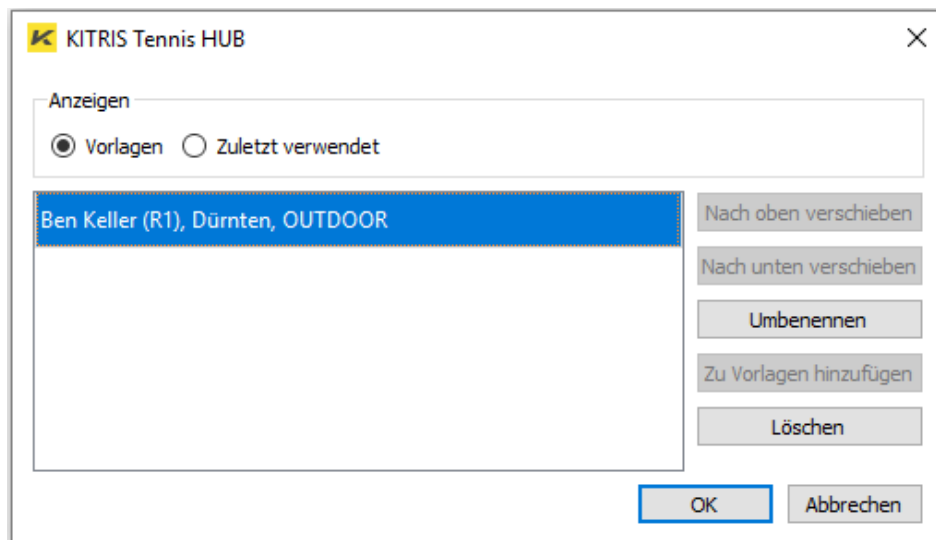 KITRIS Tennis HUB
Anzeigen
Vorlagen Zuletzt verwendet
Ben Keller (R1), Dürnten, OUTDOOR
Nach oben verschieben
Nach unten verschieben
Umbenennen
Zu Vorlagen hinzufügen
Löschen
OK Abbrechen